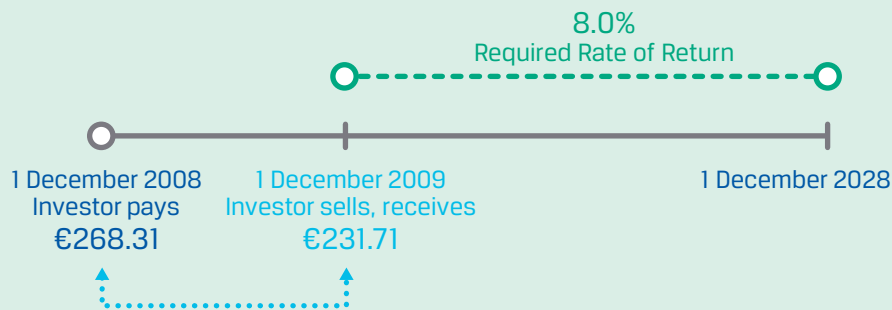 8.0%
Required Rate of Return
1 December 2008
Investor pays
€268.31
1 December 2009
Investor sells, receives
€231.71
1 December 2028